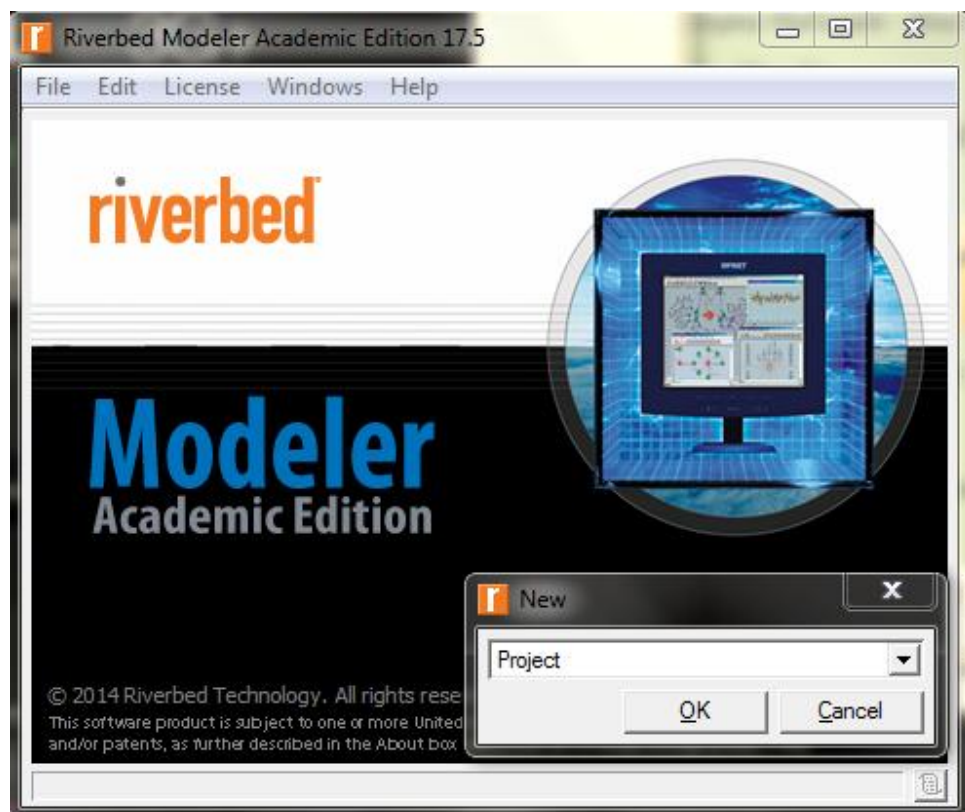 Riverbed Modeler Academic Edition 17.5
File Edit License Windows Help
riverbed
OPNET
Modeler
Academic Edition
New
Project
OK Cancel
© 2014 Riverbed Technology. All rights rese
This software product is subject to one or more United
and/or patents, as further described in the About box